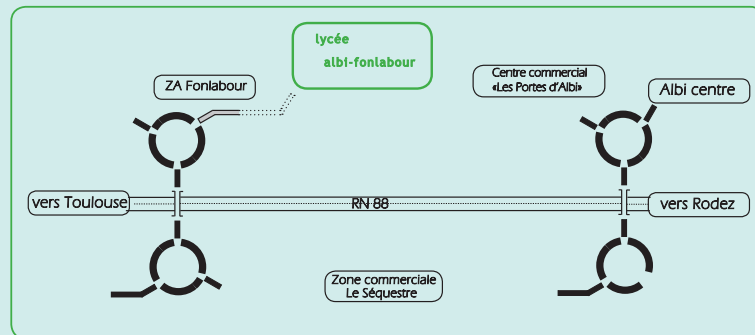 lycée
albi-fonlabour
ZA Fonlabour
Centre commercial
«Les Portes d'Albi»
Albi centre
vers Toulouse
RN 88
vers Rodez
Zone commerciale
Le Séquestre